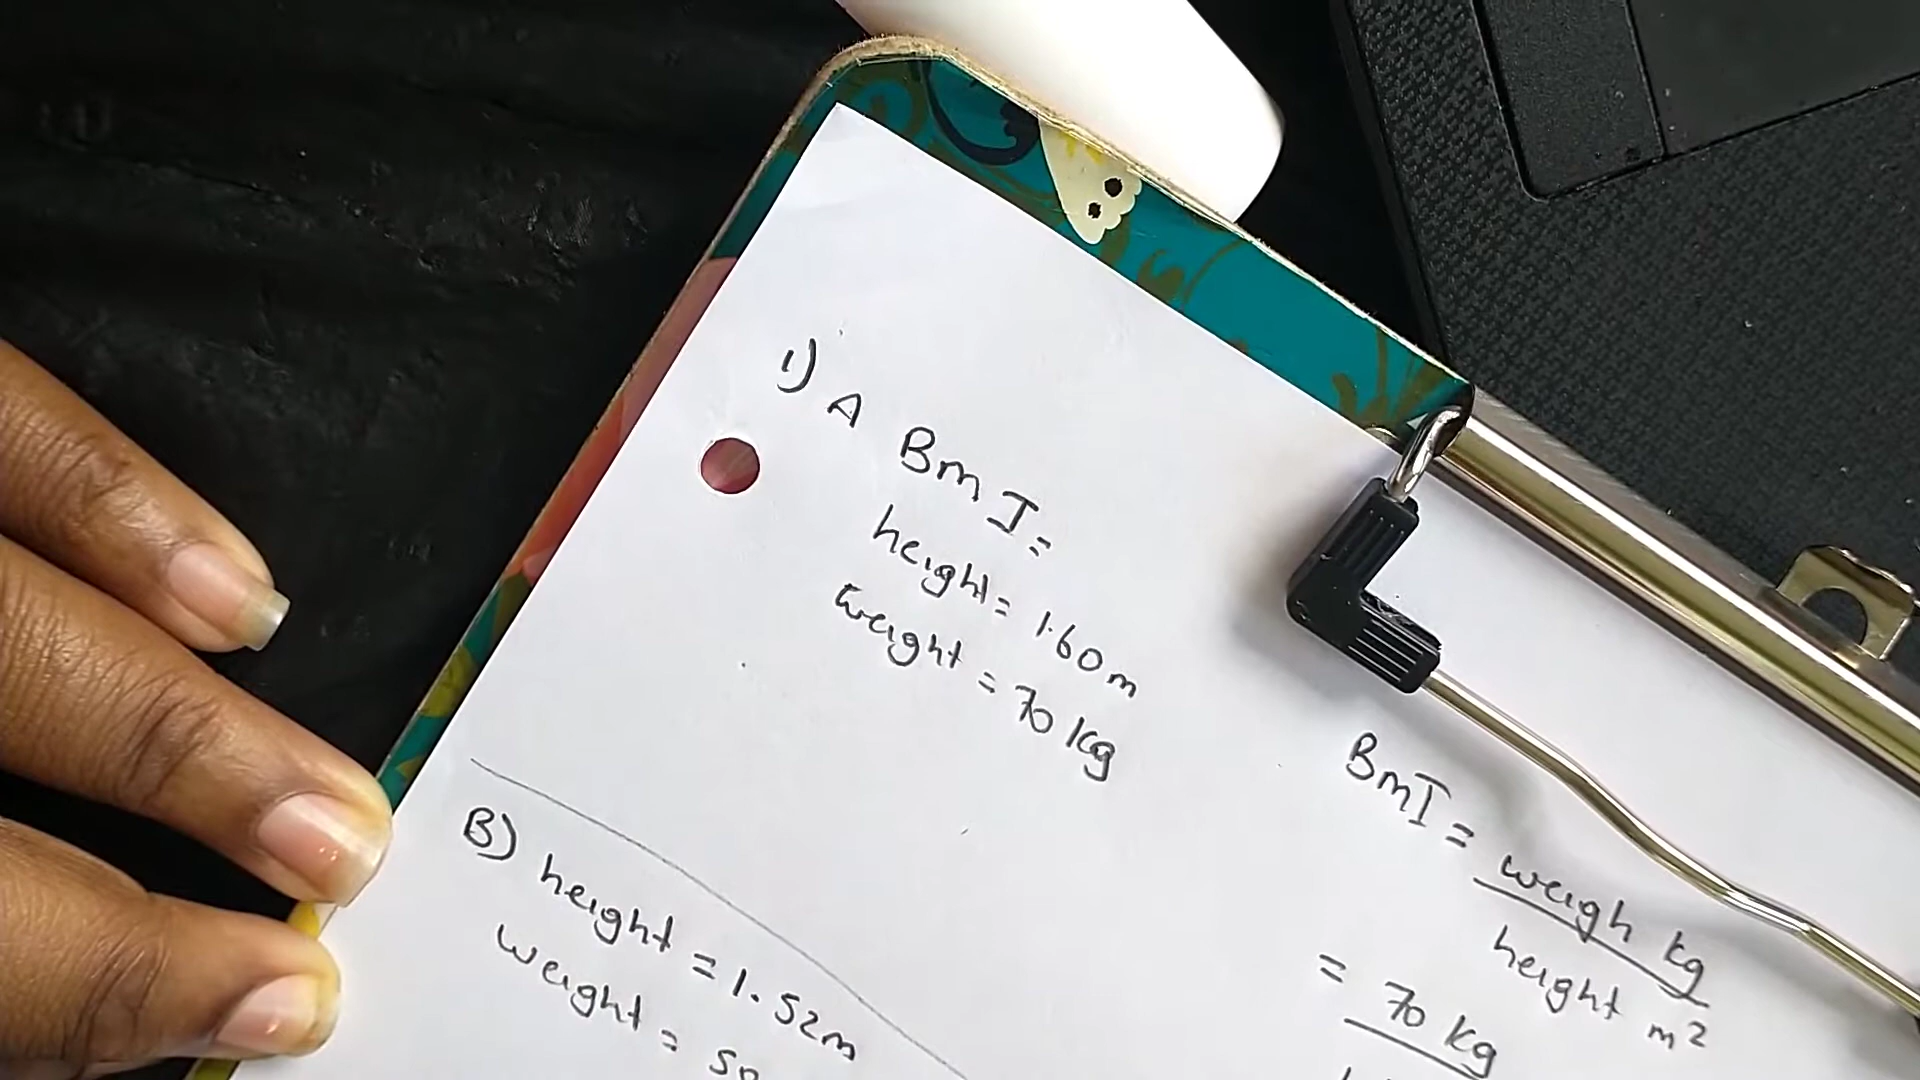 1) A BMI =
height = 1.60m
weight = 70 kg
BMI = weigh kg
height m²
= 70 kg
B) height = 1.52m
weight =